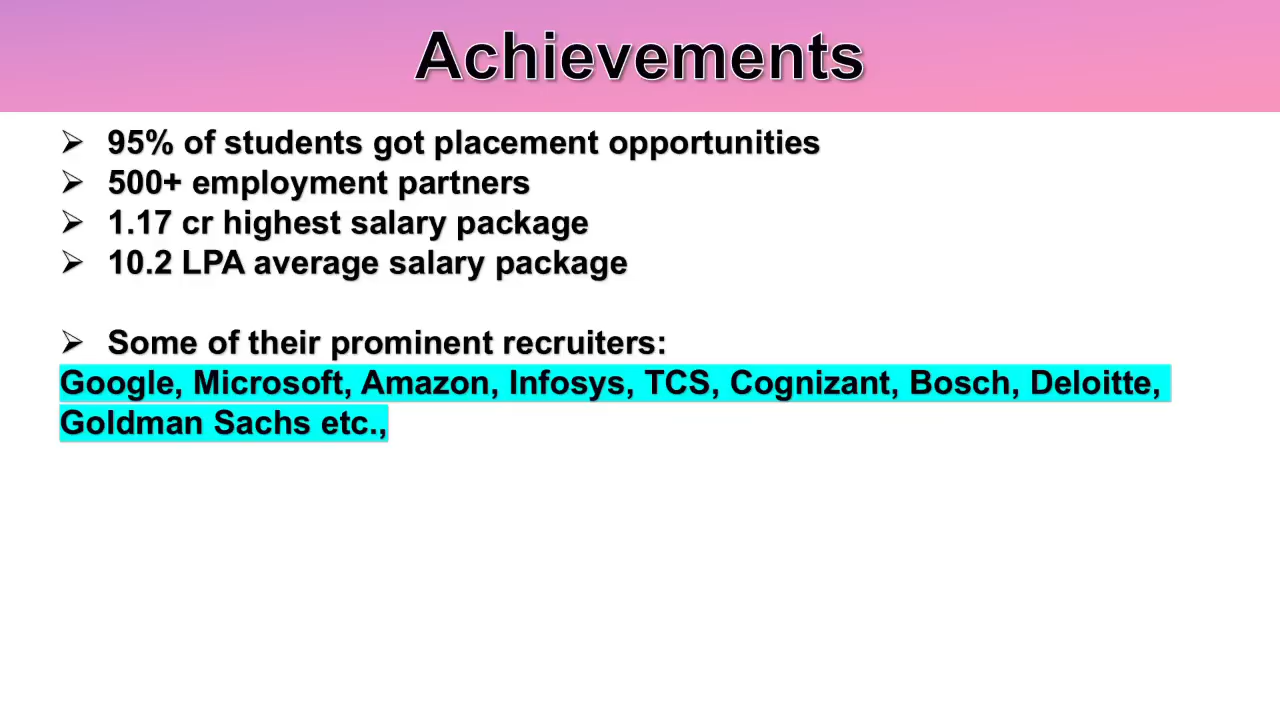 Achievements
➢ 95% of students got placement opportunities
➢ 500+ employment partners
➢ 1.17 cr highest salary package
➢ 10.2 LPA average salary package
➢ Some of their prominent recruiters:
Google, Microsoft, Amazon, Infosys, TCS, Cognizant, Bosch, Deloitte,
Goldman Sachs etc.,